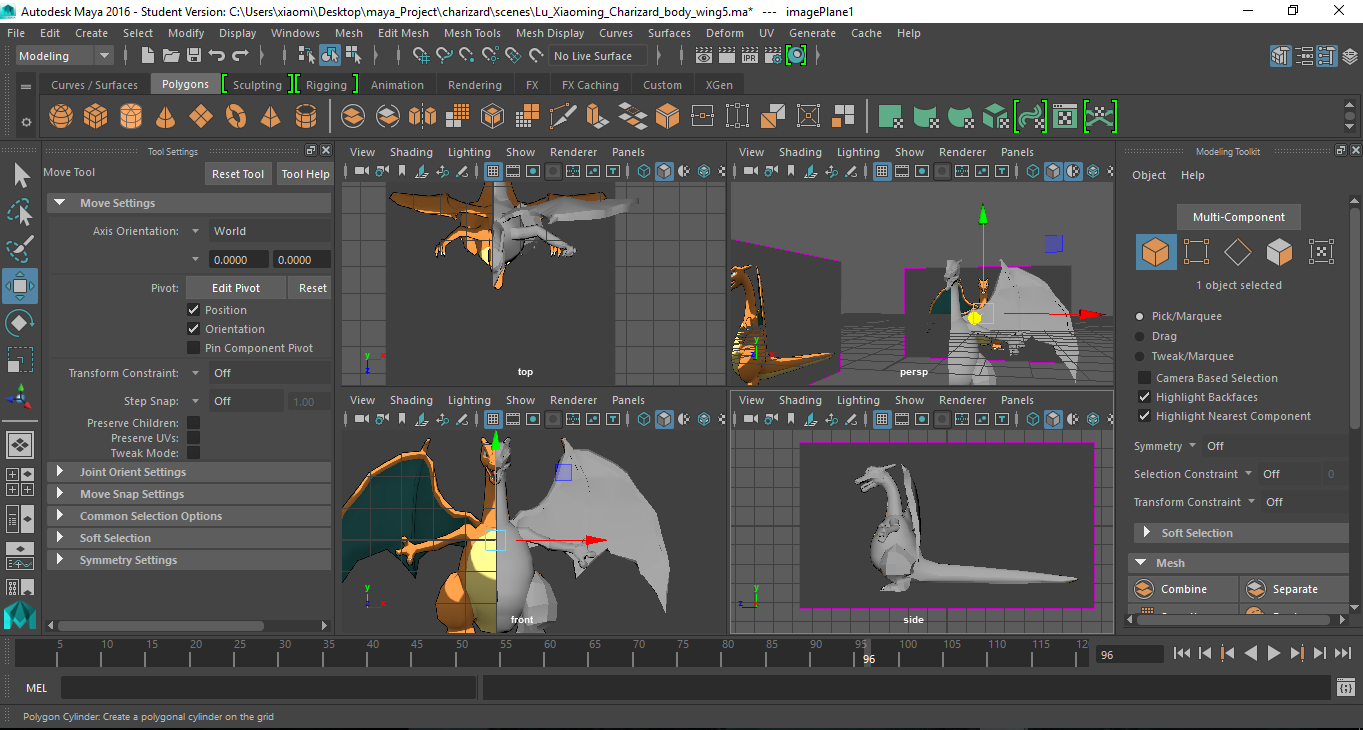 Autodesk Maya 2016 - Student Version: C:\Users\xiaomi\Desktop\maya_Project\charizard\scenes\Lu_Xiaoming_Charizard_body_wing5.ma* --- imagePlane1
File Edit Create Select Modify Display Windows Mesh Edit Mesh Mesh Tools Mesh Display Curves Surfaces Deform UV Generate Cache Help
Modeling No Live Surface IPR
Curves / Surfaces Polygons Sculpting Rigging Animation Rendering FX FX Caching Custom XGen
Tool Settings
Move Tool Reset Tool Tool Help
Move Settings
Axis Orientation: World
0.0000 0.0000
Pivot: Edit Pivot Reset
Position
Orientation
Pin Component Pivot
Transform Constraint: Off
Step Snap: Off 1.00
Preserve Children:
Preserve UVs:
Tweak Mode:
Joint Orient Settings
Move Snap Settings
Common Selection Options
Soft Selection
Symmetry Settings
View Shading Lighting Show Renderer Panels
y
z
top
View Shading Lighting Show Renderer Panels
y
persp
View Shading Lighting Show Renderer Panels
y
front
View Shading Lighting Show Renderer Panels
y
side
Modeling Toolkit
Object Help
Multi-Component
1 object selected
Pick/Marquee
Drag
Tweak/Marquee
Camera Based Selection
Highlight Backfaces
Highlight Nearest Component
Symmetry Off
Selection Constraint Off 0
Transform Constraint Off
Soft Selection
Mesh
Combine Separate
5 10 15 20 25 30 35 40 45 50 55 60 65 70 75 80 85 90 95 100 105 110 115 12
96 96
MEL
Polygon Cylinder: Create a polygonal cylinder on the grid